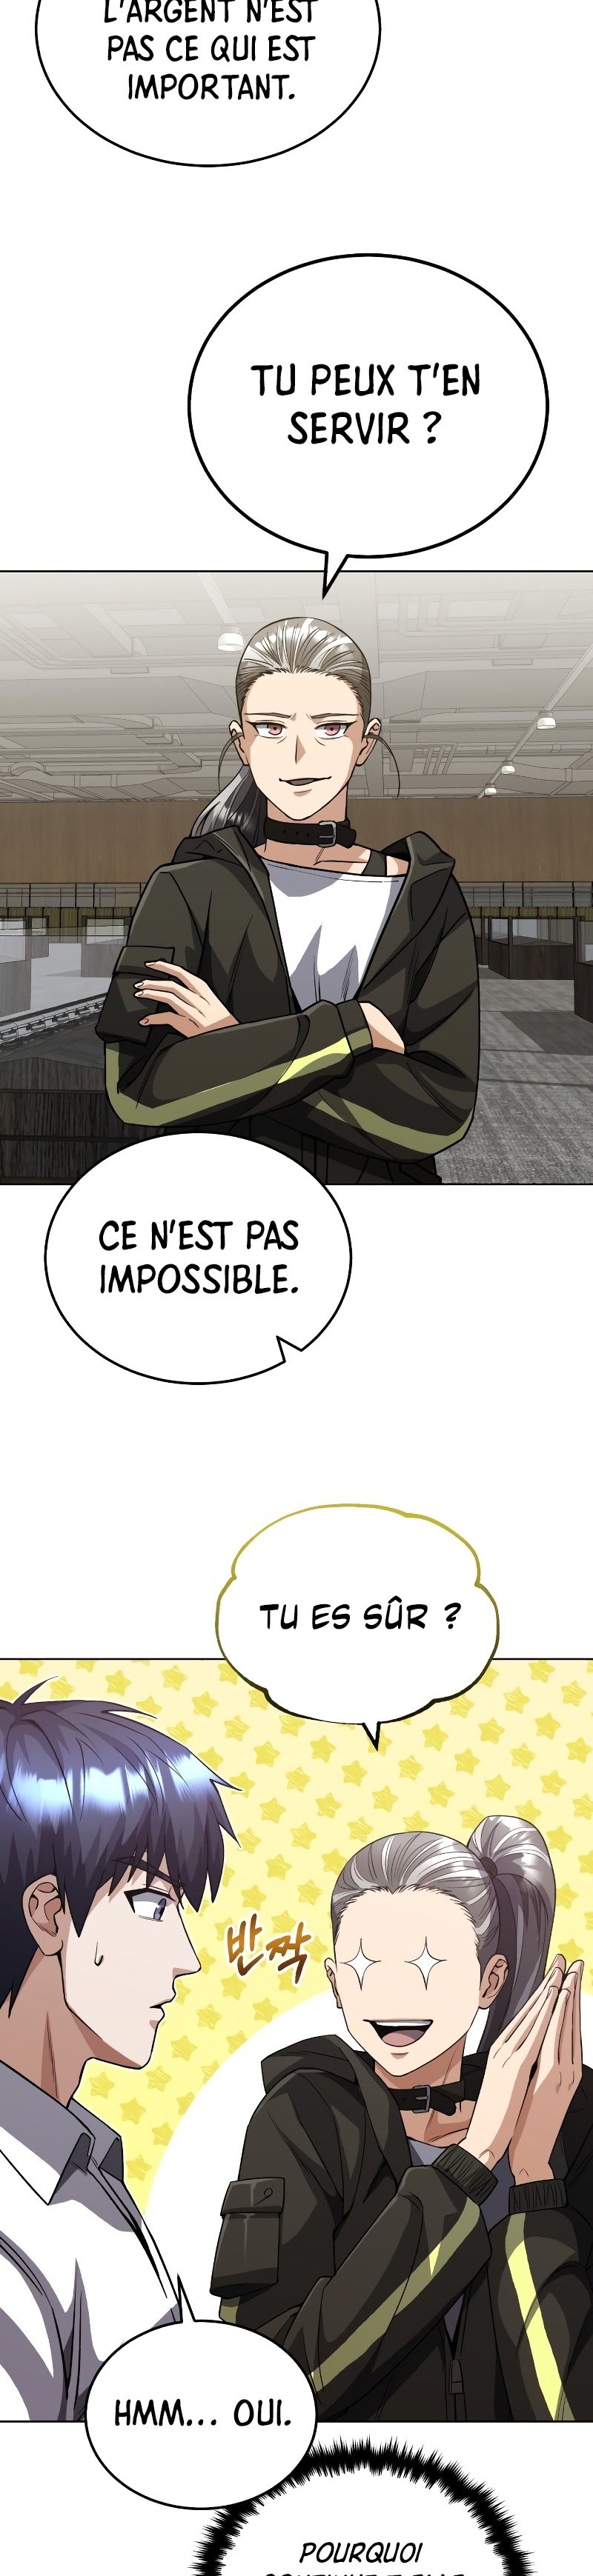 L'ARGENT N'EST
PAS CE QUI EST
IMPORTANT.
TU PEUX T'EN
SERVIR ?
CE N'EST PAS
IMPOSSIBLE.
TU ES SÛR ?
반짝
HMM... OUI.
POURQUOI